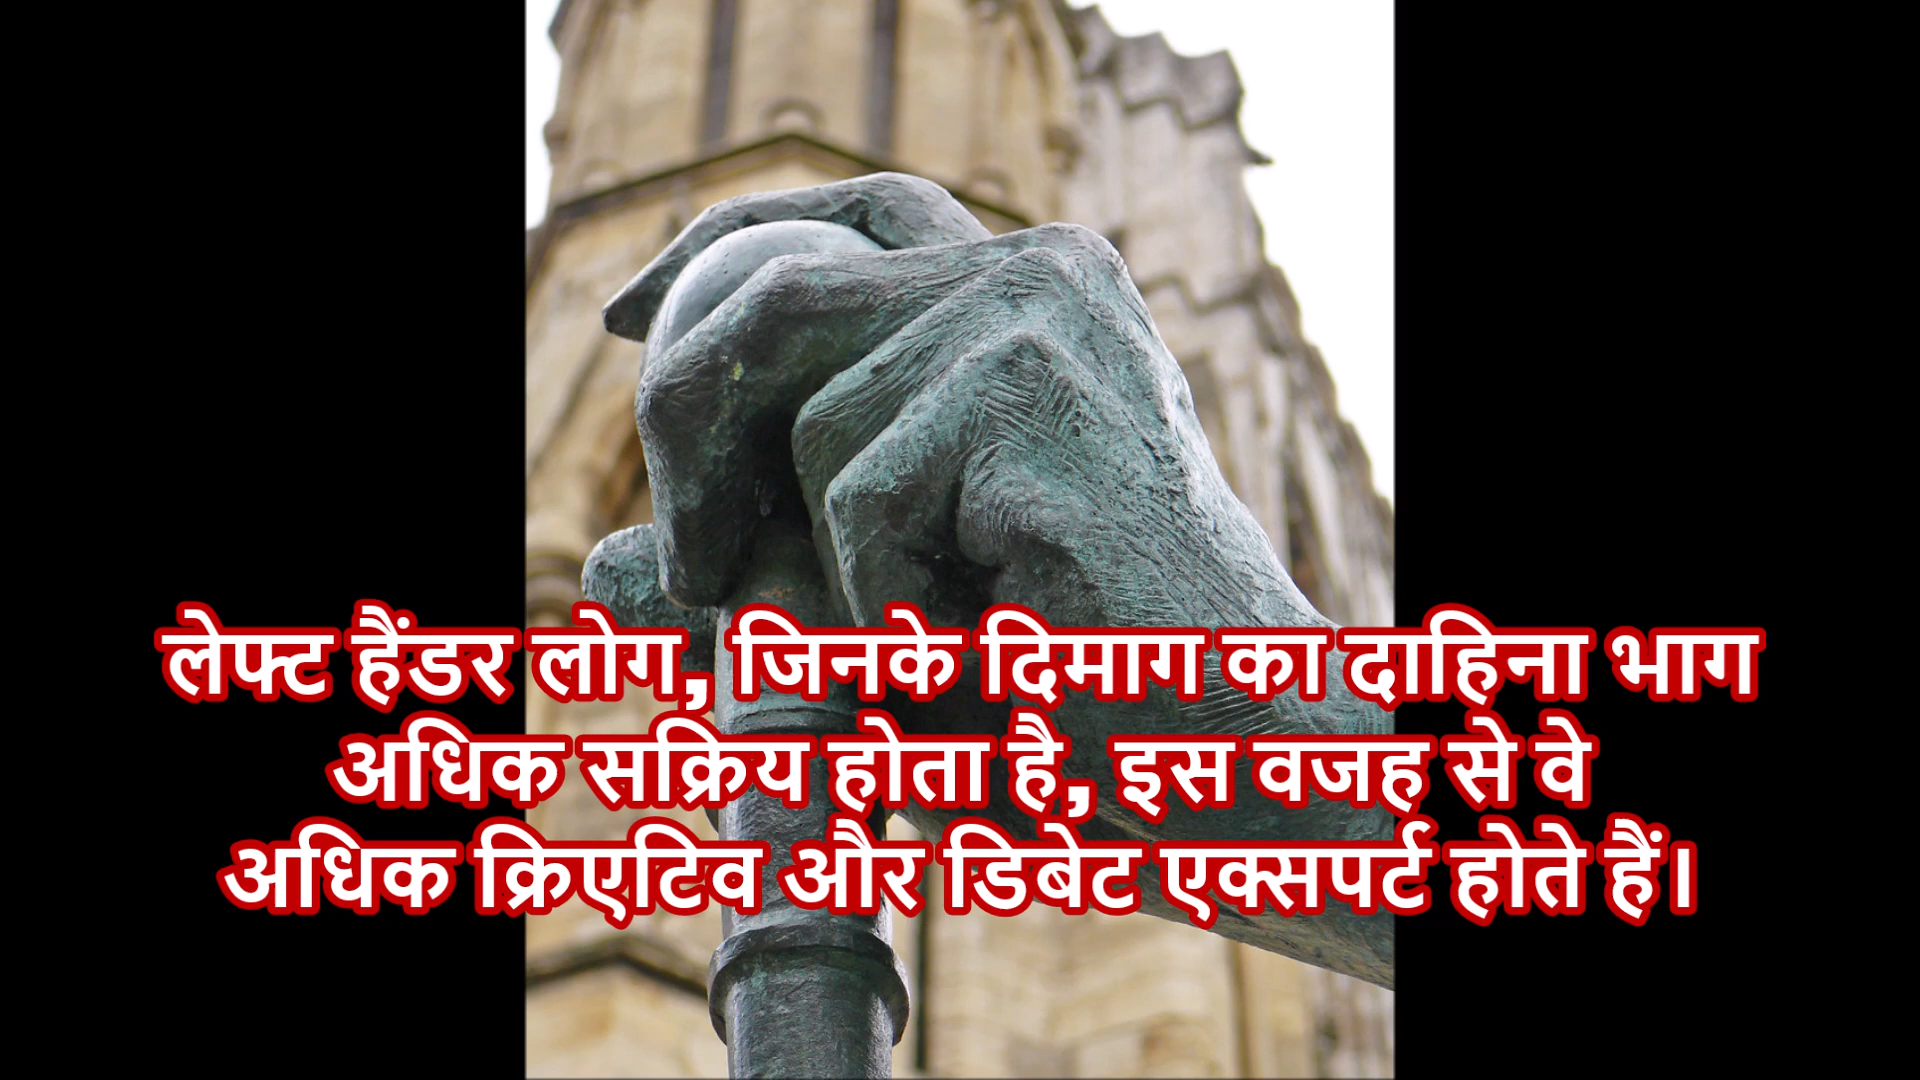 लेफ्ट हैंडर लोग, जिनके दिमाग का दाहिना भाग
अधिक सक्रिय होता है, इस वजह से वे
अधिक क्रिएटिव और डिबेट एक्सपर्ट होते हैं।